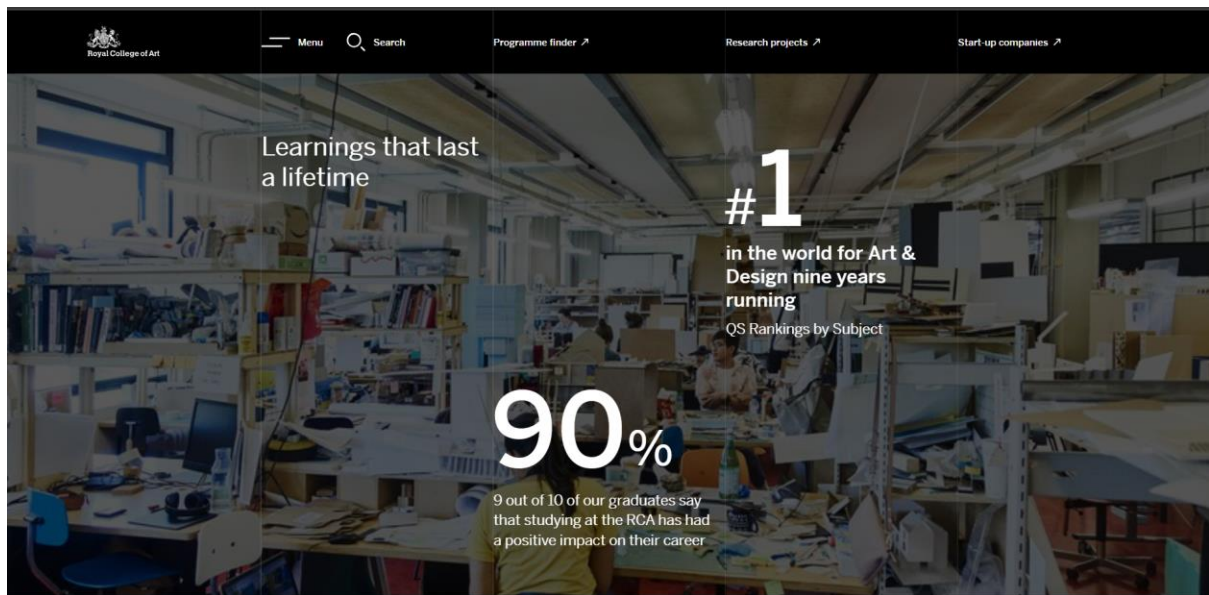 Royal College of Art
Menu
Search
Programme finder ↗
Research projects ↗
Start-up companies ↗
Learnings that last
a lifetime
#1
in the world for Art &
Design nine years
running
QS Rankings by Subject
90%
9 out of 10 of our graduates say
that studying at the RCA has had
a positive impact on their career